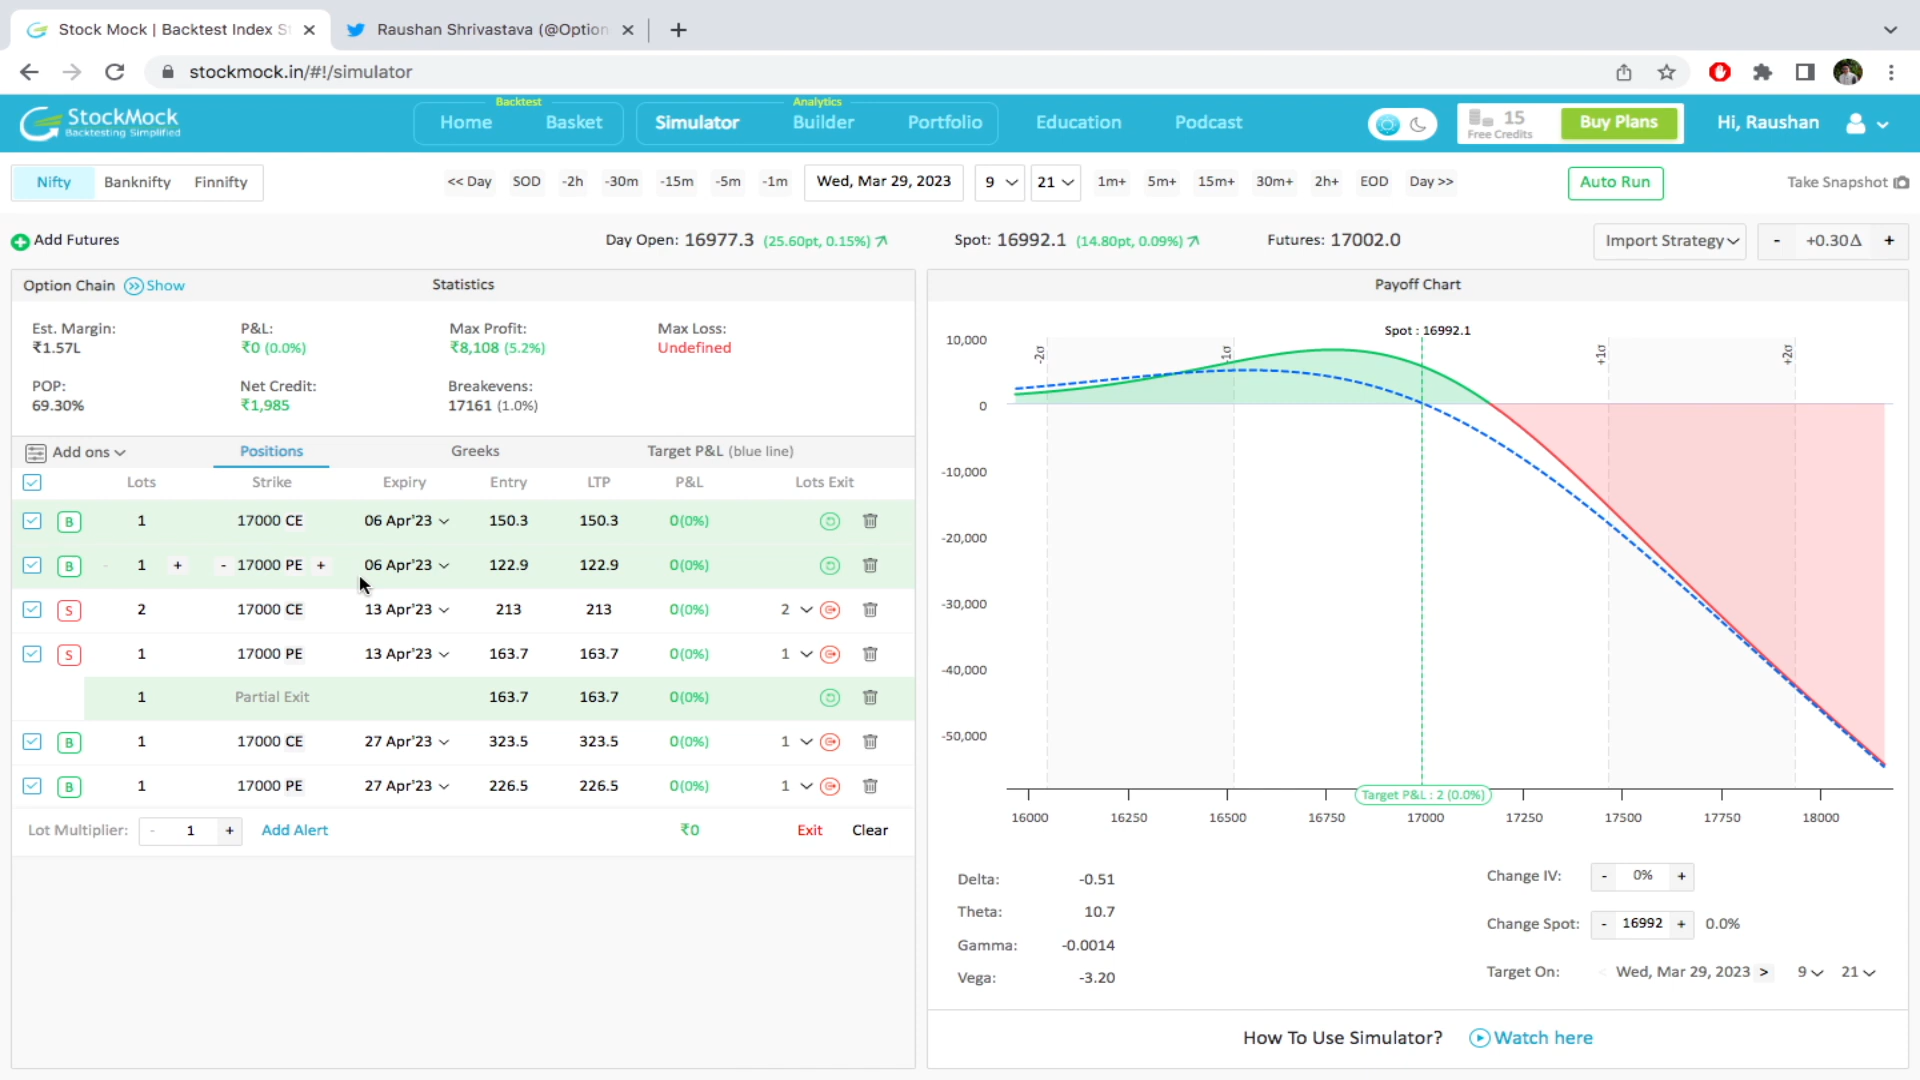 Stock Mock | Backtest Index S
Raushan Shrivastava (@Option
stockmock.in/#!/simulator
StockMock
Backtesting Simplified
Backtest
Home Basket
Simulator
Analytics
Builder
Portfolio
Education
Podcast
15
Free Credits
Buy Plans
Hi, Raushan
Nifty Banknifty Finnifty
<< Day SOD -2h -30m -15m -5m -1m Wed, Mar 29, 2023 9 21 1m+ 5m+ 15m+ 30m+ 2h+ EOD Day >>
Auto Run
Take Snapshot
Add Futures
Day Open: 16977.3 (25.60pt, 0.15%)
Spot: 16992.1 (14.80pt, 0.09%)
Futures: 17002.0
Import Strategy
- +0.30Δ +
Option Chain Show
Statistics
Est. Margin: P&L: Max Profit: Max Loss:
₹1.57L ₹0 (0.0%) ₹8,108 (5.2%) Undefined
POP: Net Credit: Breakevens:
69.30% ₹1,985 17161 (1.0%)
Add ons Positions Greeks Target P&L (blue line)
Lots Strike Expiry Entry LTP P&L Lots Exit
B 1 17000 CE 06 Apr'23 150.3 150.3 0(0%)
B - 1 + - 17000 PE + 06 Apr'23 122.9 122.9 0(0%)
S 2 17000 CE 13 Apr'23 213 213 0(0%) 2
S 1 17000 PE 13 Apr'23 163.7 163.7 0(0%) 1
1 Partial Exit 163.7 163.7 0(0%)
B 1 17000 CE 27 Apr'23 323.5 323.5 0(0%) 1
B 1 17000 PE 27 Apr'23 226.5 226.5 0(0%) 1
Lot Multiplier: - 1 + Add Alert ₹0 Exit Clear
Payoff Chart
Spot : 16992.1
10,000
0
-10,000
-20,000
-30,000
-40,000
-50,000
-2σ
-1σ
+1σ
+2σ
Target P&L : 2 (0.0%)
16000 16250 16500 16750 17000 17250 17500 17750 18000
Delta: -0.51
Theta: 10.7
Gamma: -0.0014
Vega: -3.20
Change IV: - 0% +
Change Spot: - 16992 + 0.0%
Target On: < Wed, Mar 29, 2023 > 9 21
How To Use Simulator? Watch here